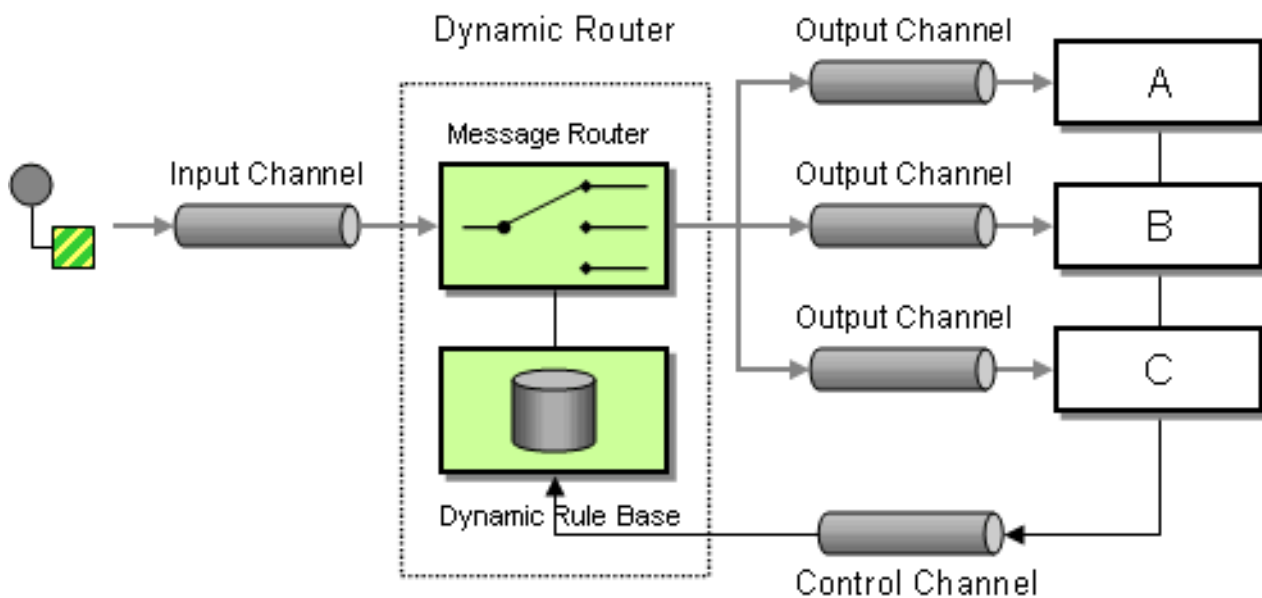 Dynamic Router
Output Channel
A
Message Router
Input Channel
Output Channel
B
Output Channel
C
Dynamic Rule Base
Control Channel